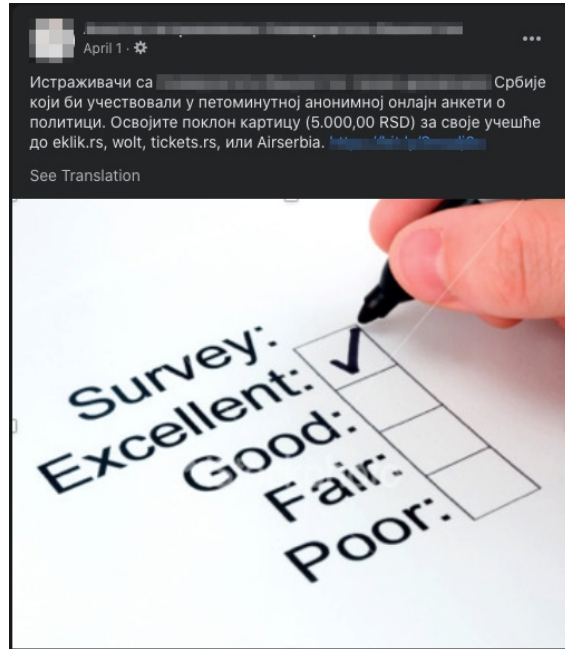 April 1
Истраживачи са Србије
који би учествовали у петоминутној анонимној онлајн анкети о
политици. Освојите поклон картицу (5.000,00 RSD) за своје учешће
до eklik.rs, wolt, tickets.rs, или Airserbia.
See Translation
Survey:
Excellent:
Good:
Fair:
Poor: